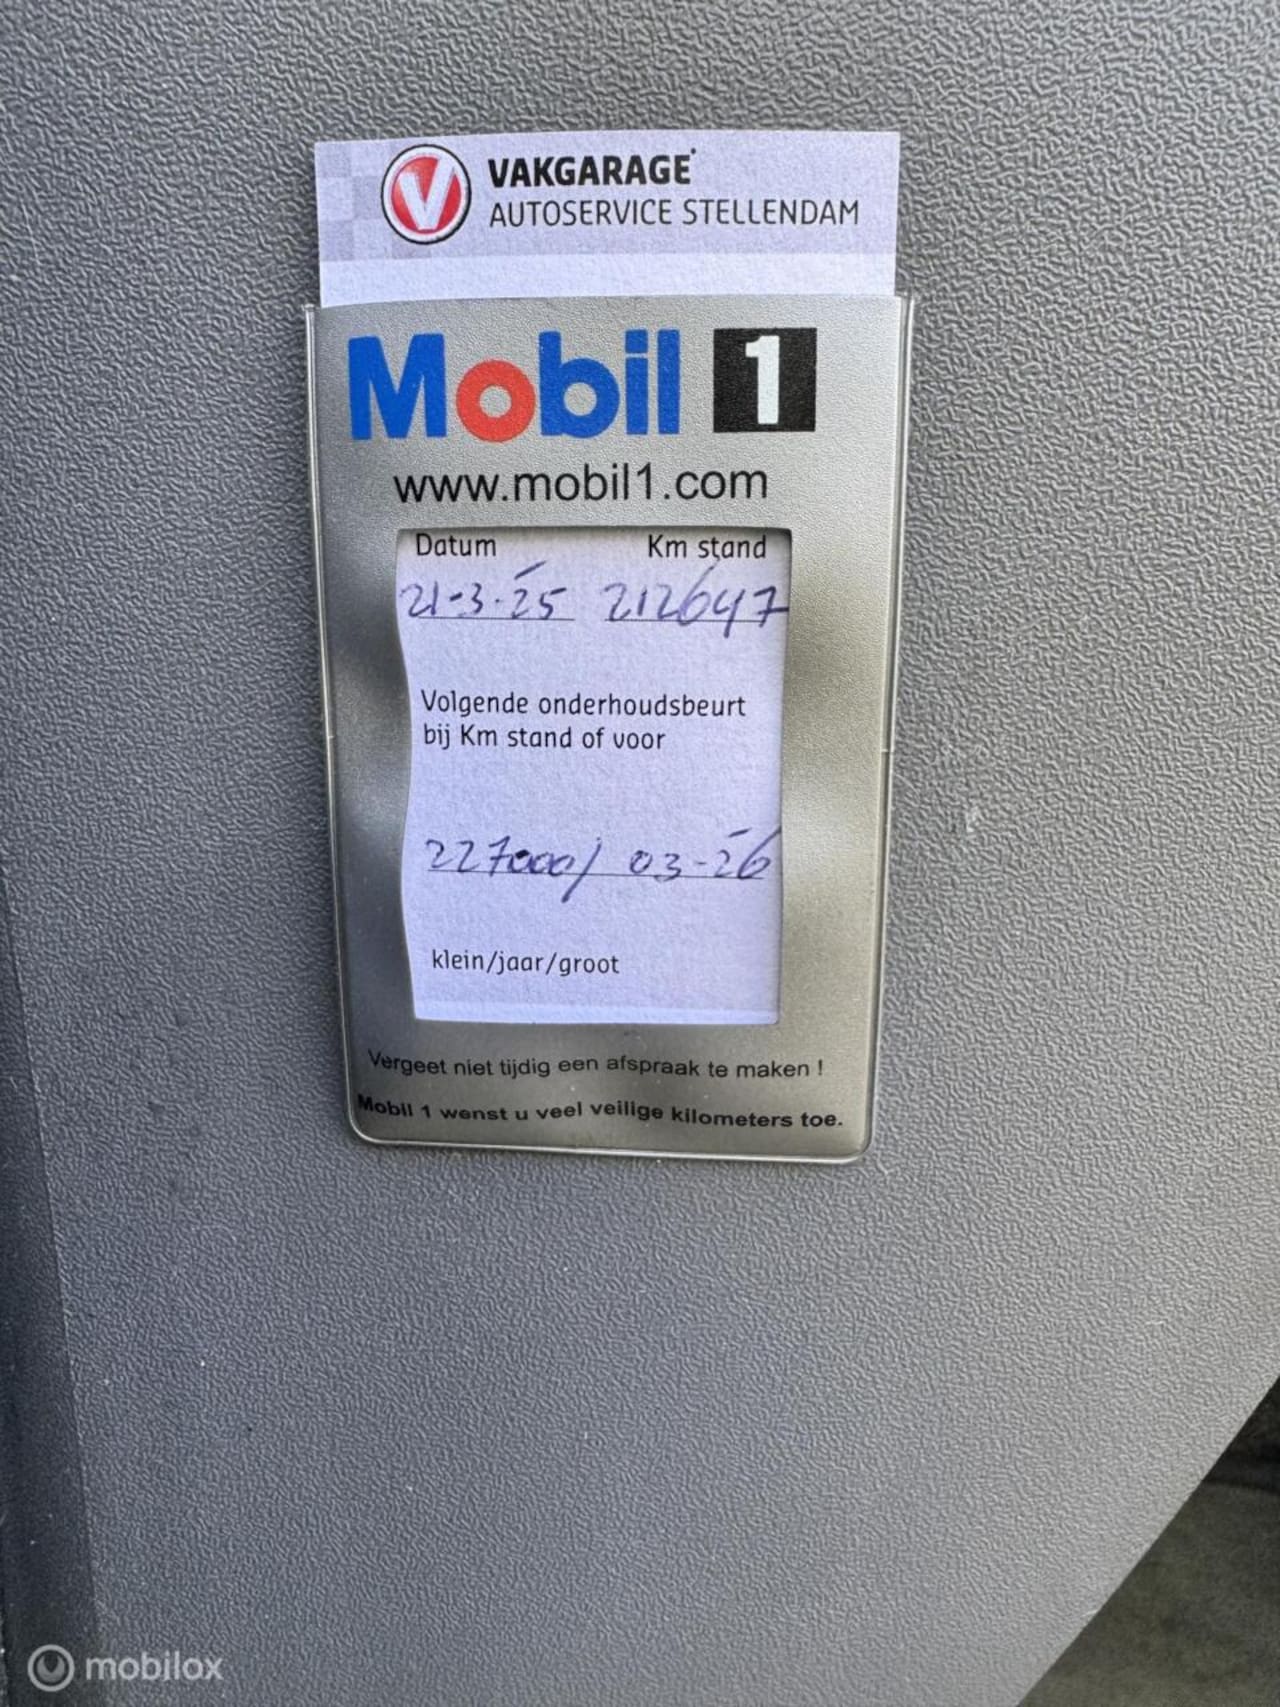 V
VAKGARAGE
AUTOSERVICE STELLENDAM
Mobil 1
www.mobil1.com
Datum Km stand
21-3-'25 212647
Volgende onderhoudsbeurt
bij Km stand of voor
227000/ 03-'26
klein/jaar/groot
Vergeet niet tijdig een afspraak te maken !
Mobil 1 wenst u veel veilige kilometers toe.
mobilox